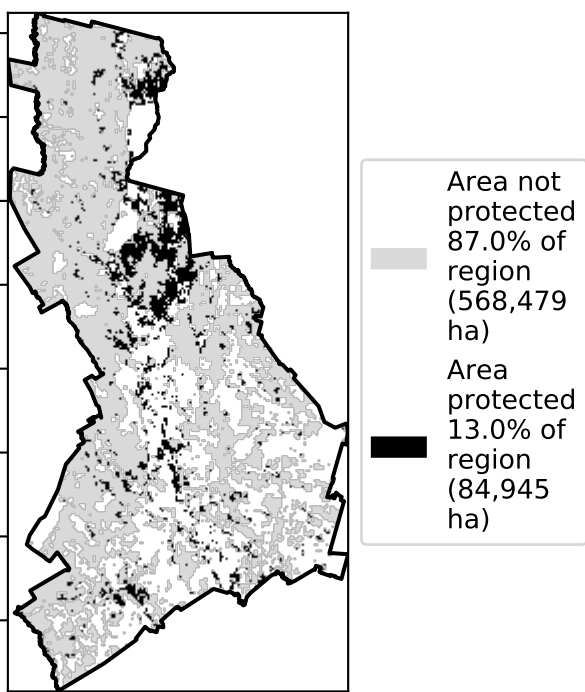 Area not
protected
87.0% of
region
(568,479
ha)
Area
protected
13.0% of
region
(84,945
ha)